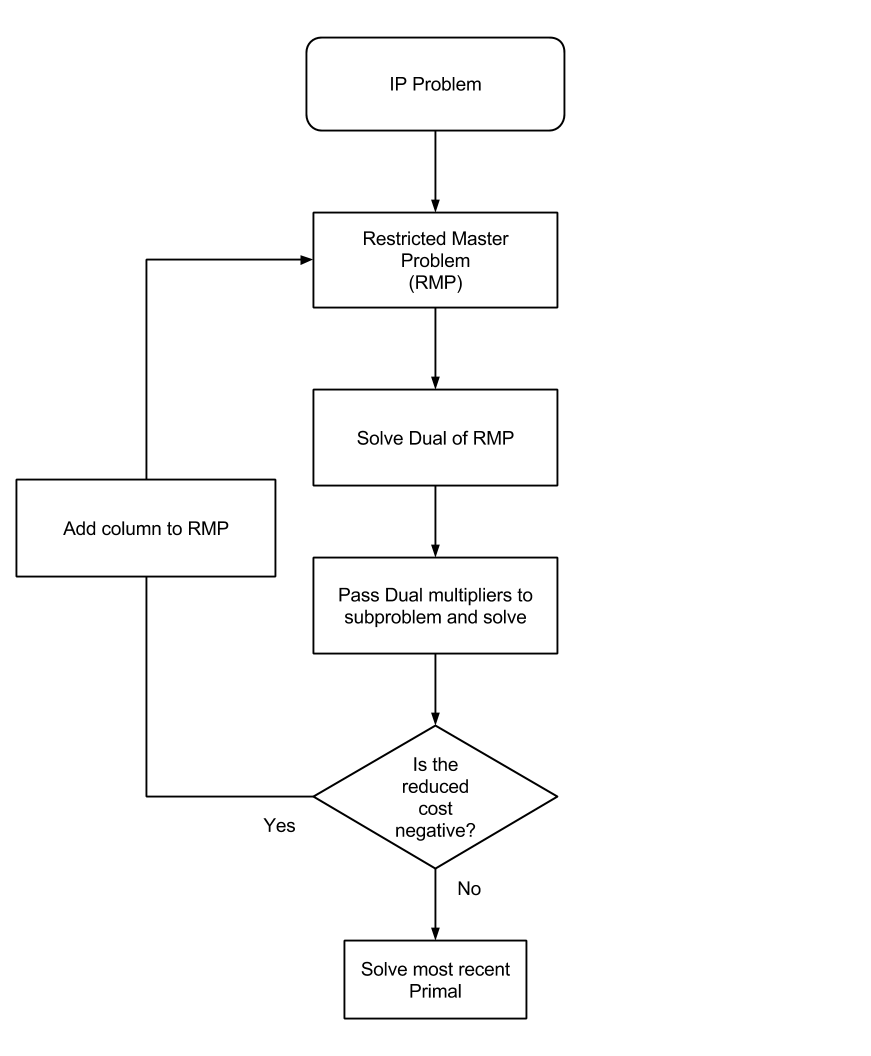 IP Problem
Restricted Master
Problem
(RMP)
Solve Dual of RMP
Add column to RMP
Pass Dual multipliers to
subproblem and solve
Is the
reduced
cost
negative?
Yes
No
Solve most recent
Primal